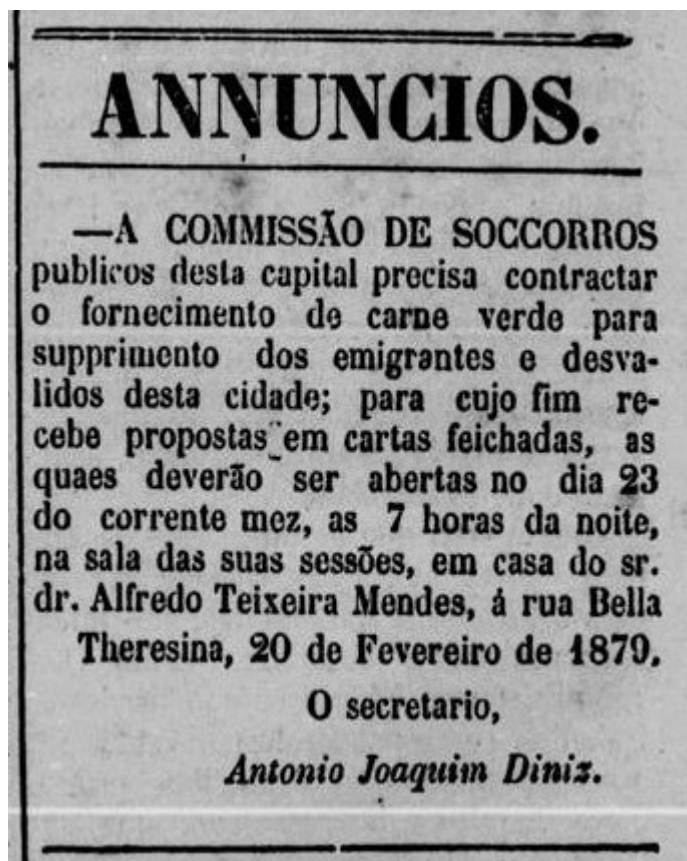 ANNUNCIOS.
—A COMMISSÃO DE SOCCORROS
publicos desta capital precisa contractar
o fornecimento de carne verde para
supprimento dos emigrantes e desva-
lidos desta cidade; para cujo fim re-
cebe propostas em cartas feichadas, as
quaes deverão ser abertas no dia 23
do corrente mez, as 7 horas da noite,
na sala das suas sessões, em casa do sr.
dr. Alfredo Teixeira Mendes, á rua Bella
Theresina, 20 de Fevereiro de 1879.
O secretario,
Antonio Joaquim Diniz.